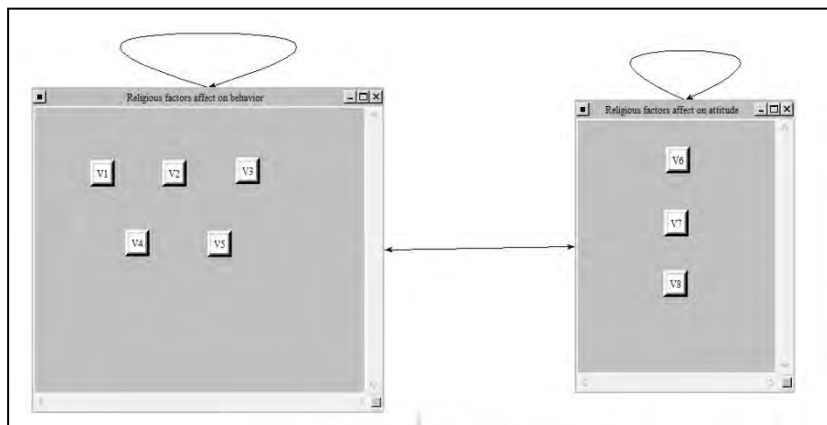 Religious factors affect on behavior
V1 V2 V3
V4 V5
Religious factors affect on attitude
V6
V7
V8